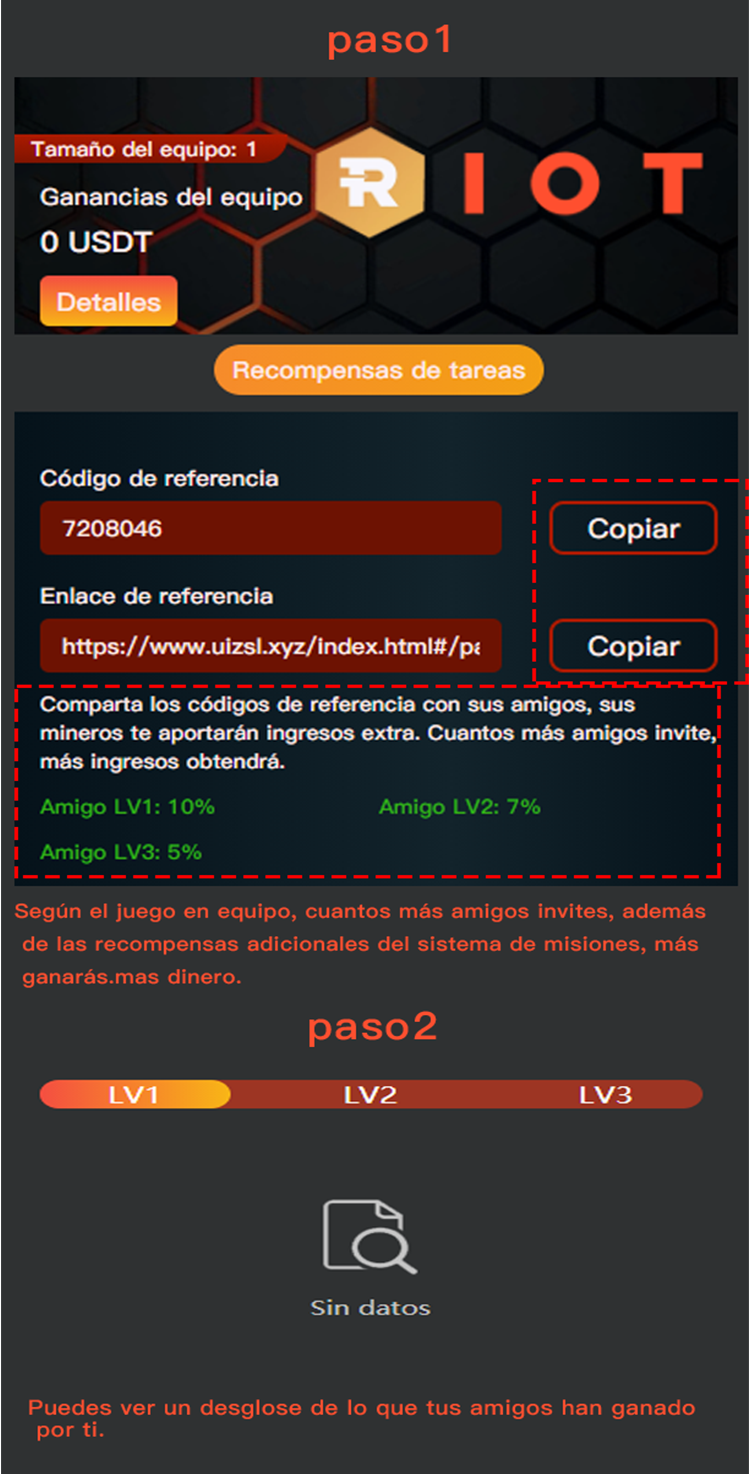 paso1
Tamaño del equipo: 1
Ganancias del equipo
0 USDT
Detalles
R I O T
Recompensas de tareas
Código de referencia
7208046
Copiar
Enlace de referencia
https://www.uizsl.xyz/index.html#/pa
Copiar
Comparta los códigos de referencia con sus amigos, sus
mineros te aportarán ingresos extra. Cuantos más amigos invite,
más ingresos obtendrá.
Amigo LV1: 10%
Amigo LV2: 7%
Amigo LV3: 5%
Según el juego en equipo, cuantos más amigos invites, además
de las recompensas adicionales del sistema de misiones, más
ganarás.mas dinero.
paso2
LV1
LV2
LV3
Sin datos
Puedes ver un desglose de lo que tus amigos han ganado
por ti.